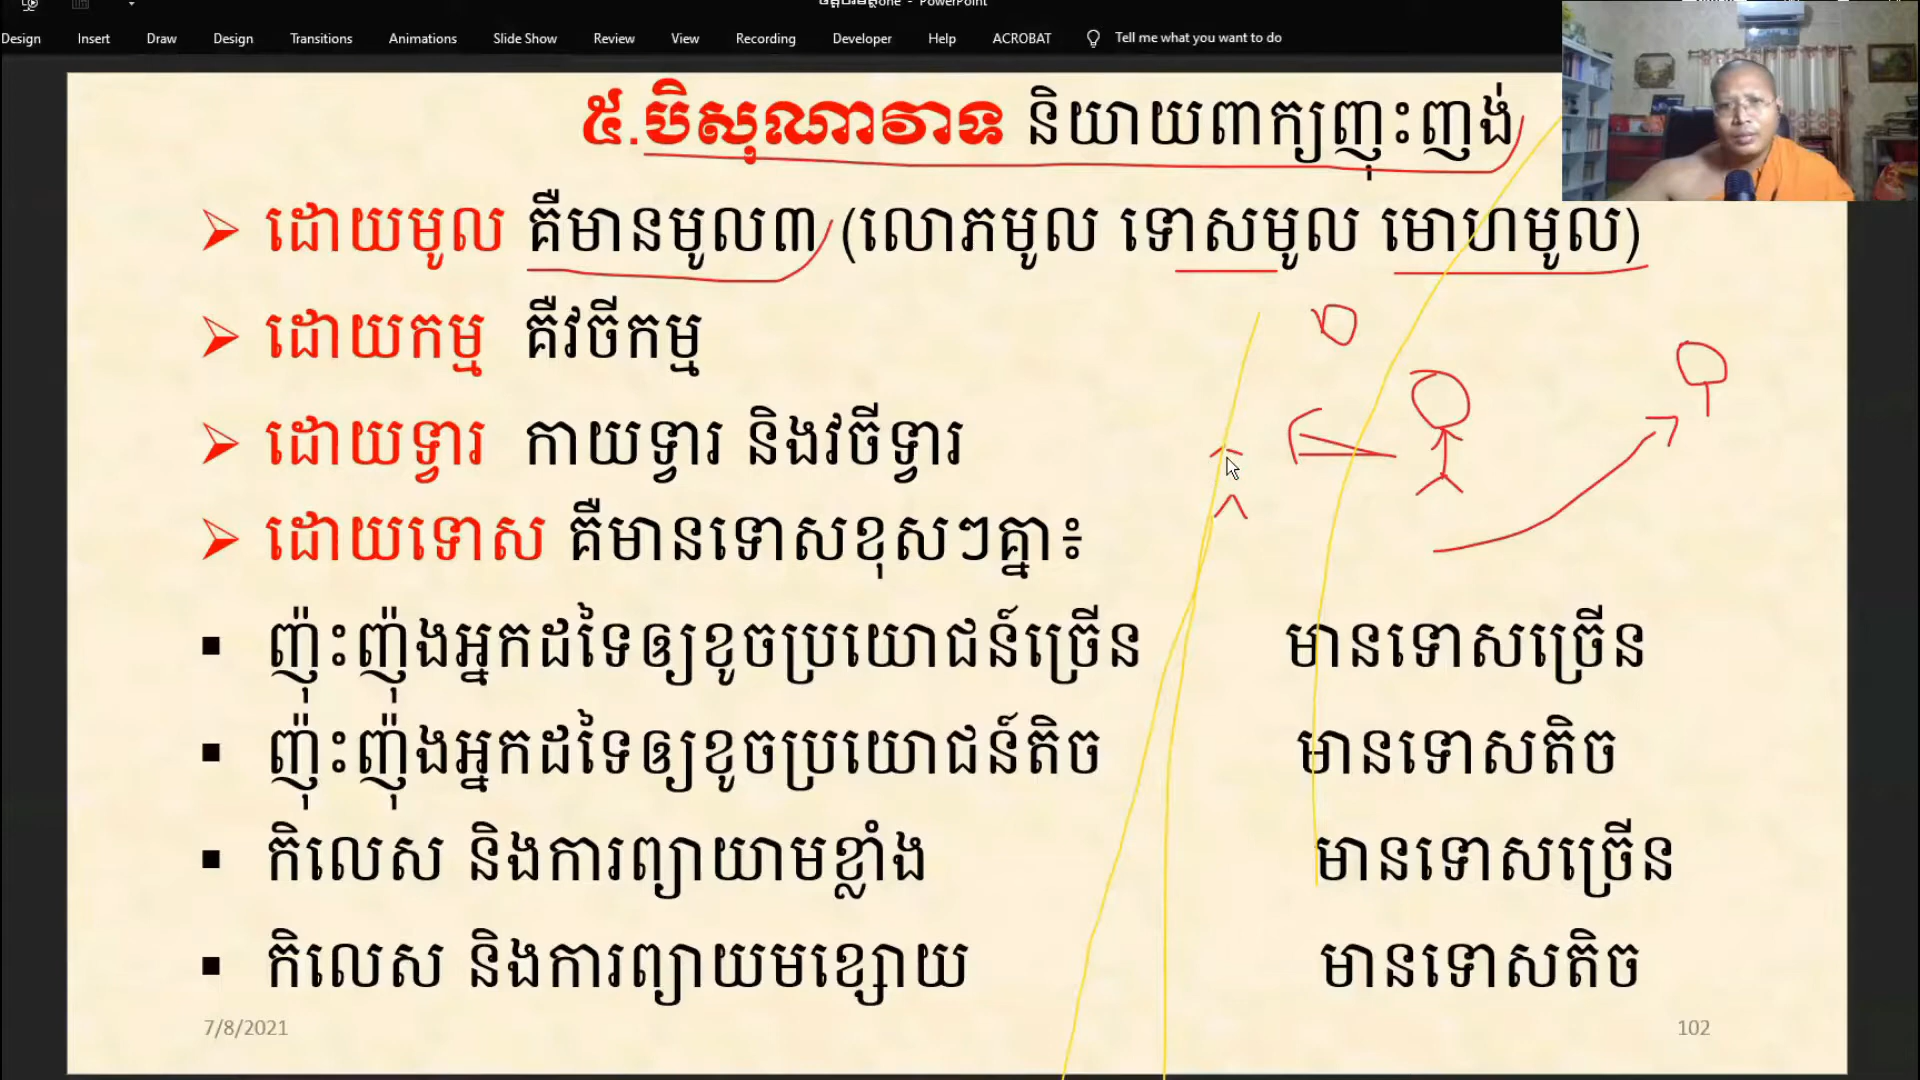 PowerPoint
Design Insert Draw Design Transitions Animations Slide Show Review View Recording Developer Help ACROBAT Tell me what you want to do
៥.បិសុណាវាទ និយាយពាក្យញុះញង់
ដោយមូល គឺមានមូល៣ (លោភមូល ទោសមូល មោហមូល)
ដោយកម្ម គឺវចីកម្ម
ដោយទ្វារ កាយទ្វារ និងវចីទ្វារ
ដោយទោស គឺមានទោសខុសៗគ្នា៖
ញ៉ុះញ៉ុងអ្នកដទៃឲ្យខូចប្រយោជន៍ច្រើន មានទោសច្រើន
ញ៉ុះញ៉ុងអ្នកដទៃឲ្យខូចប្រយោជន៍តិច មានទោសតិច
កិលេស និងការព្យាយាមខ្លាំង មានទោសច្រើន
កិលេស និងការព្យាយមខ្សោយ មានទោសតិច
7/8/2021 102